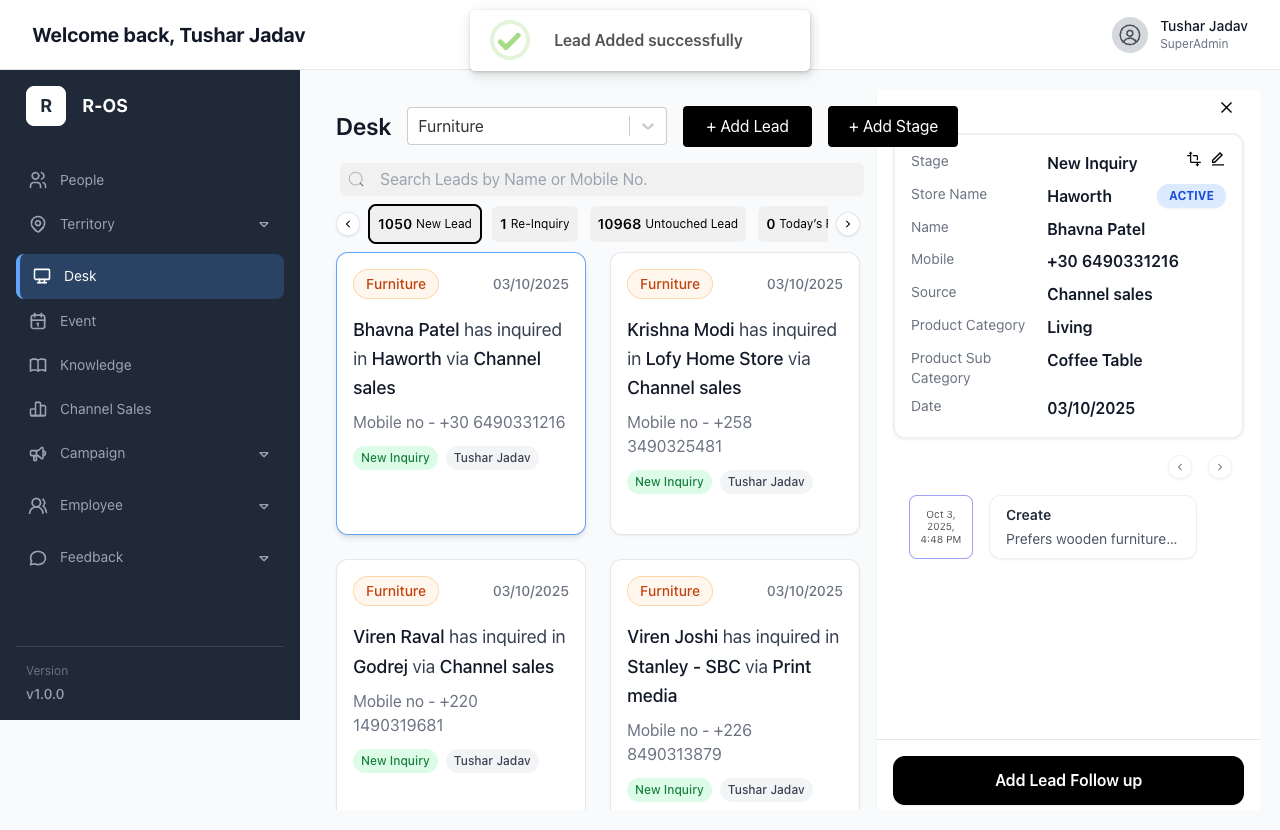 Welcome back, Tushar Jadav
Lead Added successfully
Tushar Jadav
SuperAdmin
R
R-OS
People
Territory
Desk
Event
Knowledge
Channel Sales
Campaign
Employee
Feedback
Version
v1.0.0
Desk
Furniture
+ Add Lead
+ Add Stage
Search Leads by Name or Mobile No.
1050 New Lead
1 Re-Inquiry
10968 Untouched Lead
0 Today's
Furniture
03/10/2025
Bhavna Patel has inquired
in Haworth via Channel
sales
Mobile no - +30 6490331216
New Inquiry
Tushar Jadav
Furniture
03/10/2025
Krishna Modi has inquired
in Lofy Home Store via
Channel sales
Mobile no - +258
3490325481
New Inquiry
Tushar Jadav
Furniture
03/10/2025
Viren Raval has inquired in
Godrej via Channel sales
Mobile no - +220
1490319681
New Inquiry
Tushar Jadav
Furniture
03/10/2025
Viren Joshi has inquired in
Stanley - SBC via Print
media
Mobile no - +226
8490313879
New Inquiry
Tushar Jadav
Stage
New Inquiry
Store Name
Haworth
ACTIVE
Name
Bhavna Patel
Mobile
+30 6490331216
Source
Channel sales
Product Category
Living
Product Sub
Category
Coffee Table
Date
03/10/2025
Oct 3,
2025,
4:48 PM
Create
Prefers wooden furniture...
Add Lead Follow up